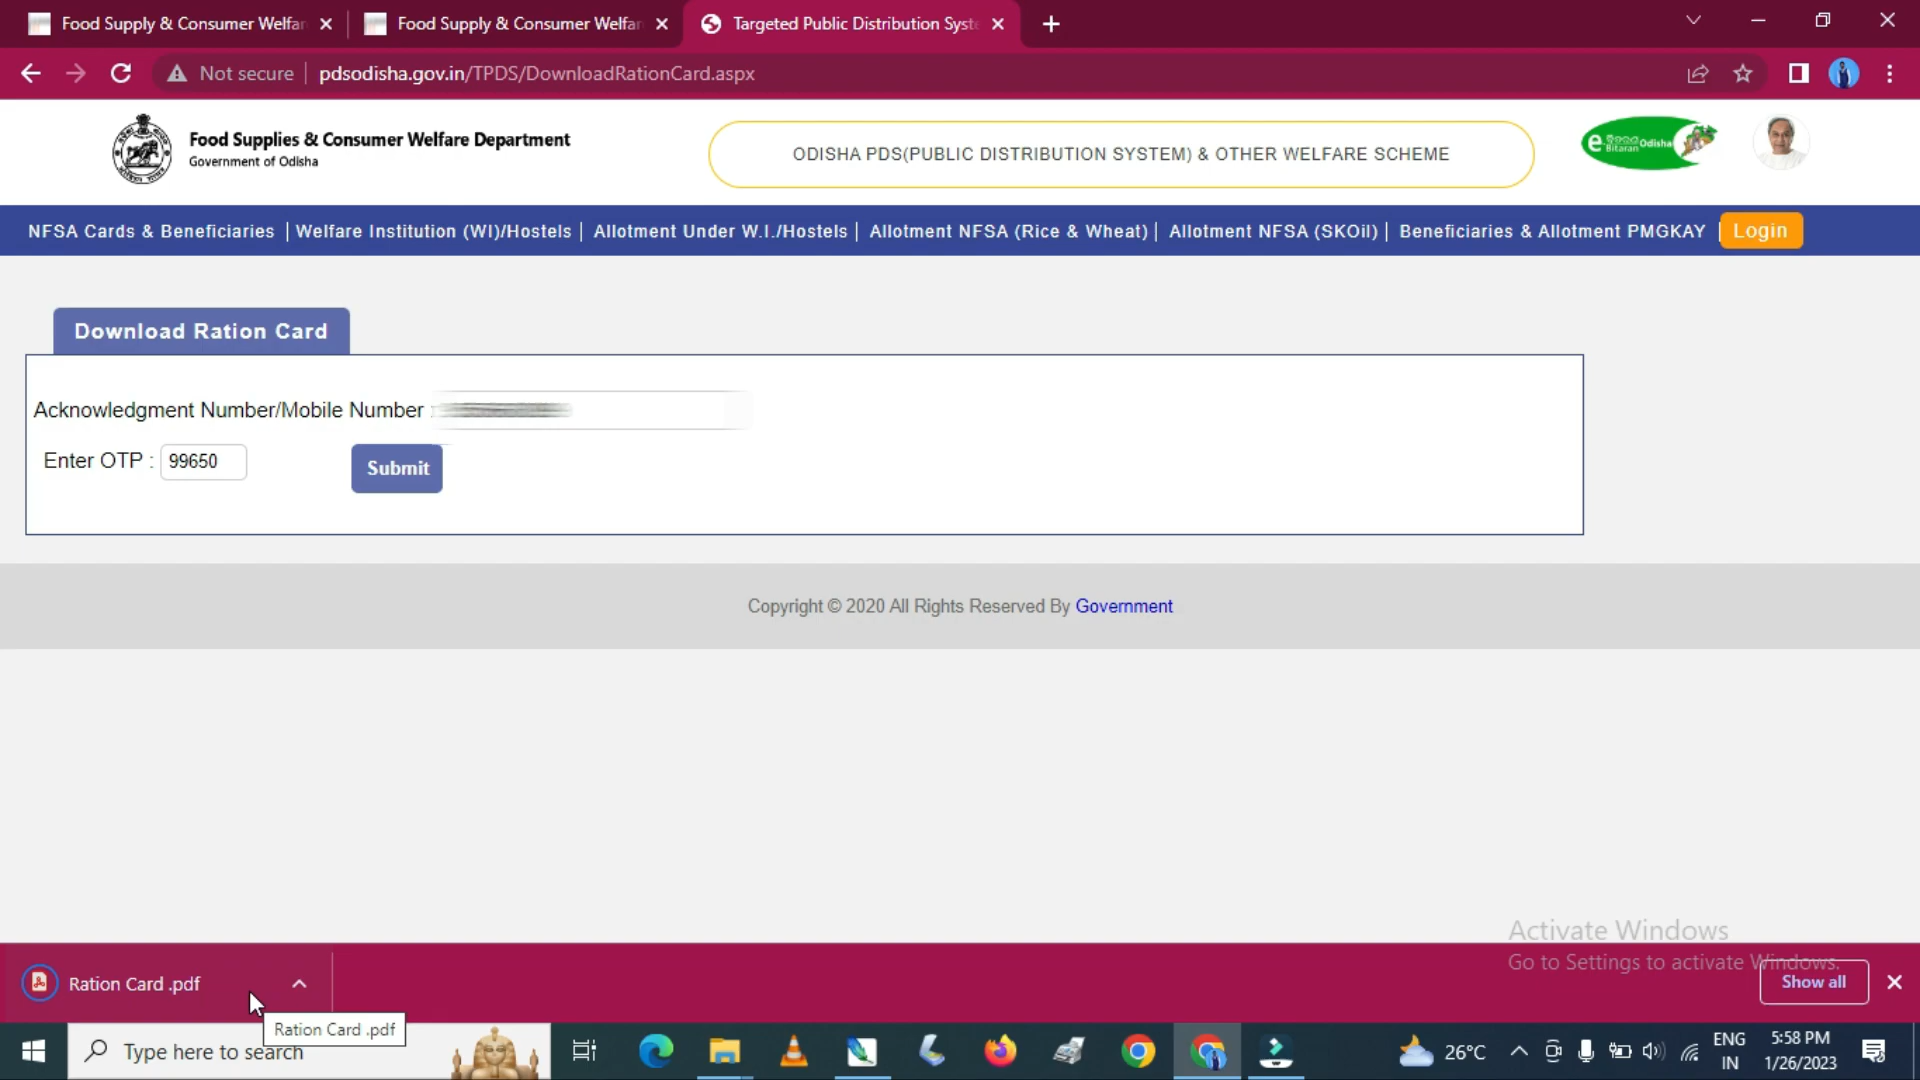 Food Supply & Consumer Welfar
Food Supply & Consumer Welfar
Targeted Public Distribution Syste
Not secure
pdsodisha.gov.in/TPDS/DownloadRationCard.aspx
Food Supplies & Consumer Welfare Department
Government of Odisha
ODISHA PDS(PUBLIC DISTRIBUTION SYSTEM) & OTHER WELFARE SCHEME
e Bitaran Odisha
NFSA Cards & Beneficiaries | Welfare Institution (WI)/Hostels | Allotment Under W.I./Hostels | Allotment NFSA (Rice & Wheat) | Allotment NFSA (SKOil) | Beneficiaries & Allotment PMGKAY | Login
Download Ration Card
Acknowledgment Number/Mobile Number :
Enter OTP : 99650
Submit
Copyright © 2020 All Rights Reserved By Government
Activate Windows
Go to Settings to activate Windows.
Ration Card .pdf
Show all
Ration Card .pdf
Type here to search
26°C
ENG
IN
5:58 PM
1/26/2023